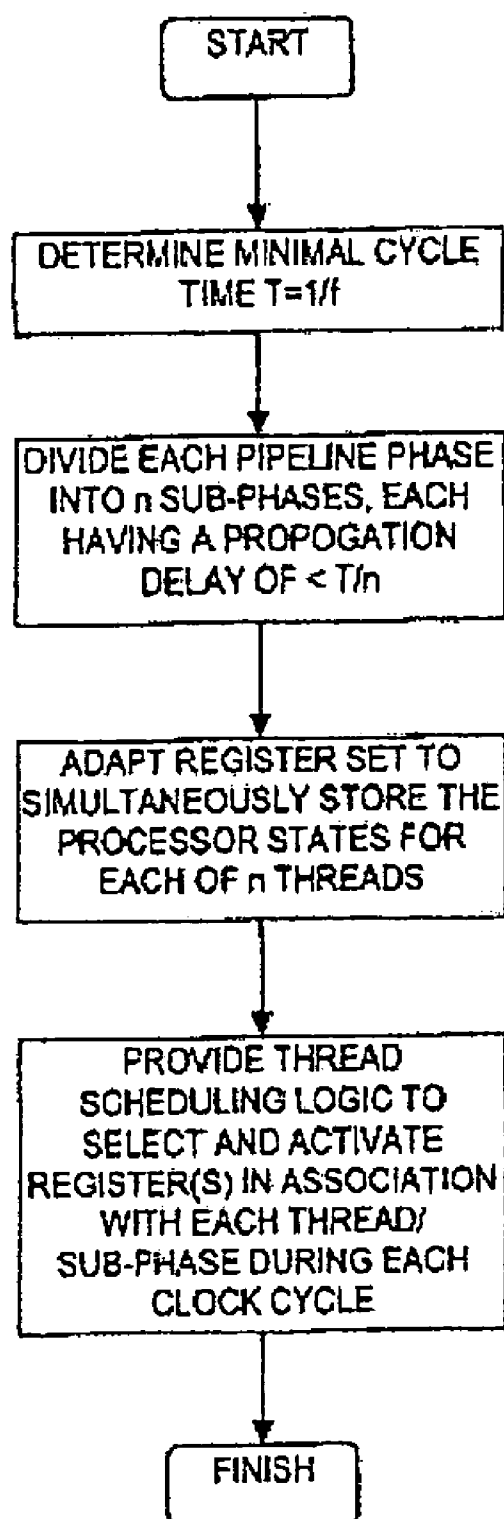 START
DETERMINE MINIMAL CYCLE
TIME T=1/f
DIVIDE EACH PIPELINE PHASE
INTO n SUB-PHASES, EACH
HAVING A PROPOGATION
DELAY OF < T/n
ADAPT REGISTER SET TO
SIMULTANEOUSLY STORE THE
PROCESSOR STATES FOR
EACH OF n THREADS
PROVIDE THREAD
SCHEDULING LOGIC TO
SELECT AND ACTIVATE
REGISTER(S) IN ASSOCIATION
WITH EACH THREAD/
SUB-PHASE DURING EACH
CLOCK CYCLE
FINISH